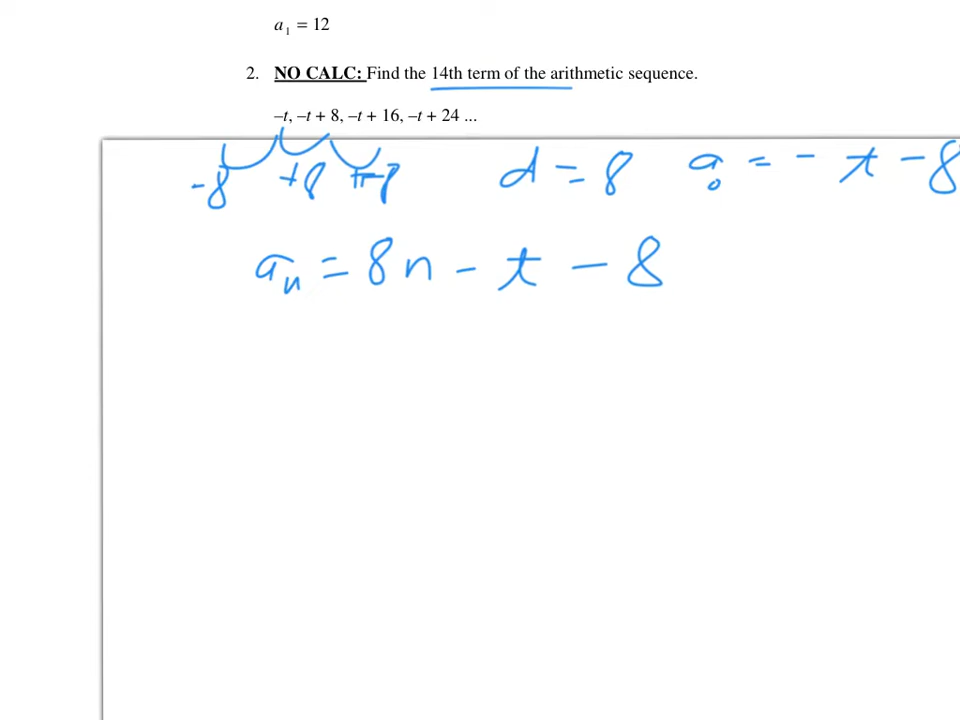 a₁ = 12
2. NO CALC: Find the 14th term of the arithmetic sequence.
–t, –t + 8, –t + 16, –t + 24 ...
-8 +8 +8 d = 8 a₀ = - t - 8
aₙ = 8n - t - 8